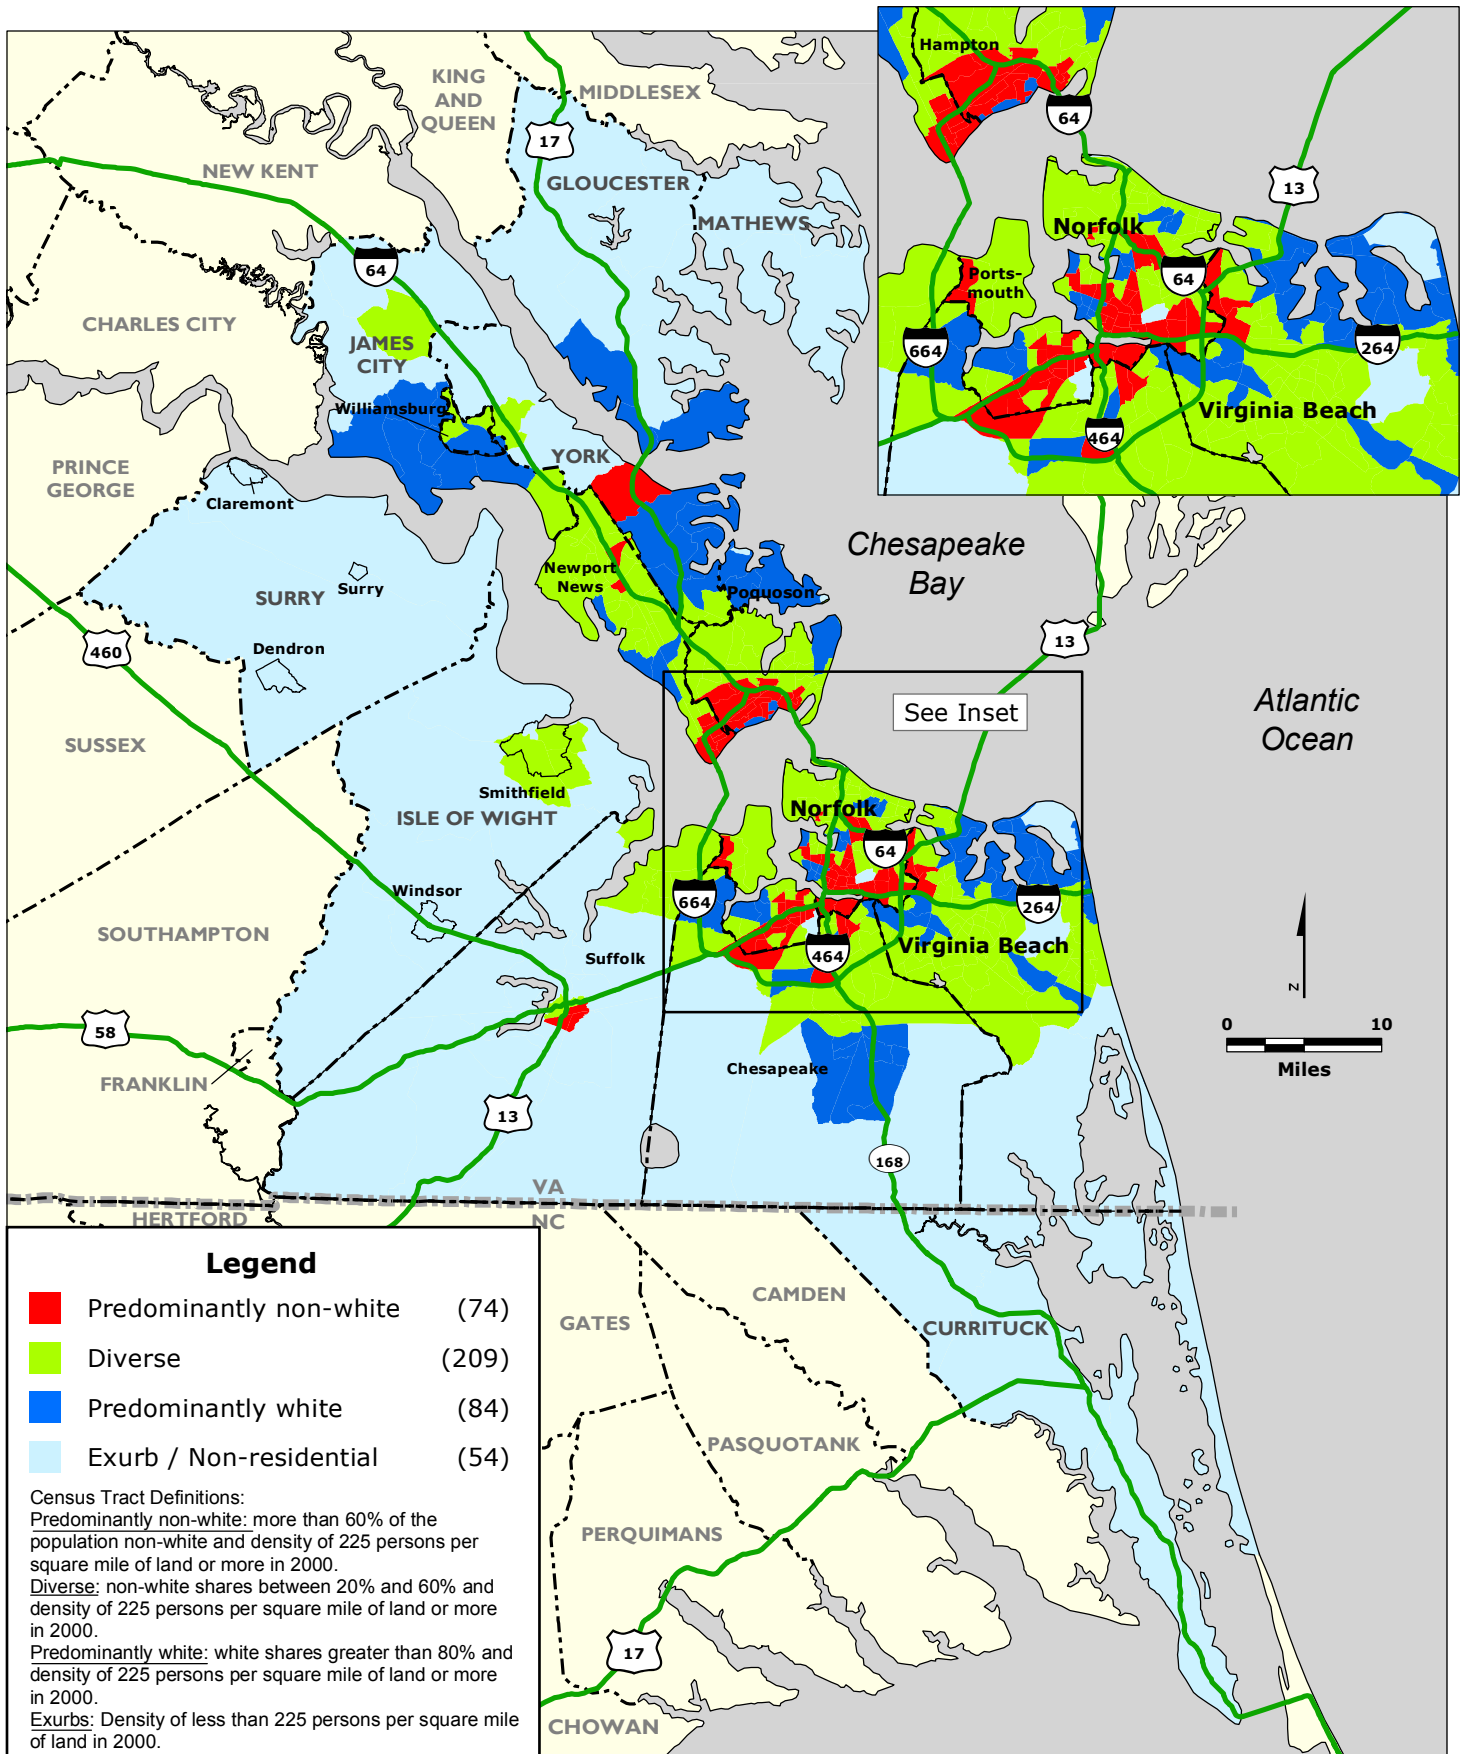 KING
AND
QUEEN
MIDDLESEX
17
NEW KENT
GLOUCESTER
MATHEWS
64
CHARLES CITY
JAMES
CITY
Williamsburg
YORK
PRINCE
GEORGE
Claremont
SURRY
Surry
Newport
News
Poquoson
Chesapeake
Bay
460
Dendron
13
Atlantic
Ocean
See Inset
SUSSEX
Smithfield
ISLE OF WIGHT
Norfolk
64
Windsor
664
264
SOUTHAMPTON
Suffolk
464
Virginia Beach
N
58
0 10
Miles
FRANKLIN
Chesapeake
13
168
VA
NC
HERTFORD
GATES
CAMDEN
CURRITUCK
PASQUOTANK
PERQUIMANS
17
CHOWAN
Hampton
64
13
Norfolk
64
Ports-
mouth
664
264
Virginia Beach
464
Legend
Predominantly non-white (74)
Diverse (209)
Predominantly white (84)
Exurb / Non-residential (54)
Census Tract Definitions:
Predominantly non-white: more than 60% of the
population non-white and density of 225 persons per
square mile of land or more in 2000.
Diverse: non-white shares between 20% and 60% and
density of 225 persons per square mile of land or more
in 2000.
Predominantly white: white shares greater than 80% and
density of 225 persons per square mile of land or more
in 2000.
Exurbs: Density of less than 225 persons per square mile
of land in 2000.